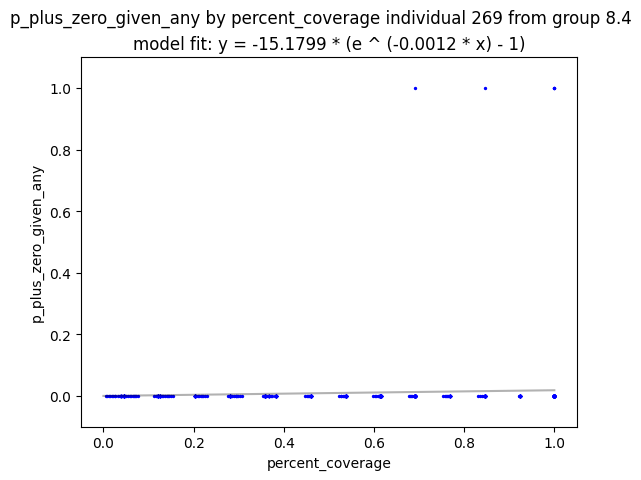 p_plus_zero_given_any by percent_coverage individual 269 from group 8.4
model fit: y = -15.1799 * (e ^ (-0.0012 * x) - 1)
1.0
0.8
0.6
0.4
0.2
0.0
p_plus_zero_given_any
0.0 0.2 0.4 0.6 0.8 1.0
percent_coverage